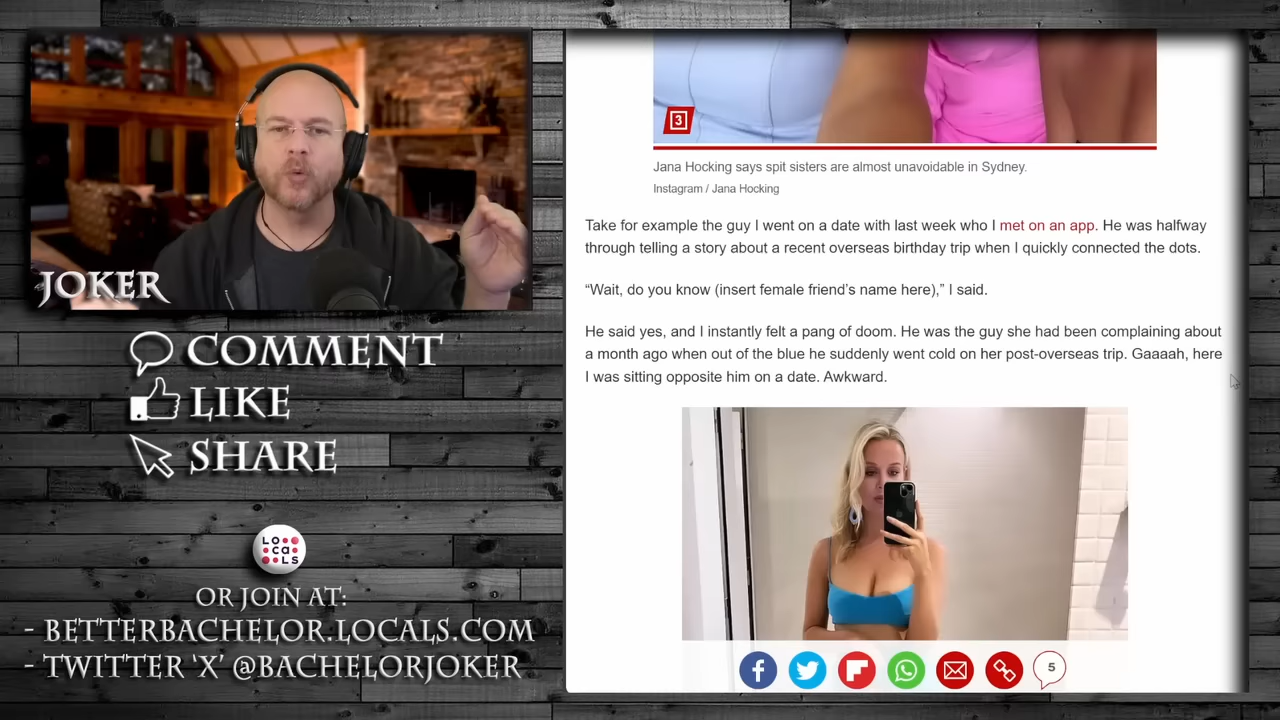 JOKER
COMMENT
LIKE
SHARE
LOCALS
OR JOIN AT:
- BETTERBACHELOR.LOCALS.COM
- TWITTER 'X' @BACHELORJOKER
3
Jana Hocking says spit sisters are almost unavoidable in Sydney.
Instagram / Jana Hocking
Take for example the guy I went on a date with last week who I met on an app. He was halfway
through telling a story about a recent overseas birthday trip when I quickly connected the dots.
“Wait, do you know (insert female friend’s name here),” I said.
He said yes, and I instantly felt a pang of doom. He was the guy she had been complaining about
a month ago when out of the blue he suddenly went cold on her post-overseas trip. Gaaaah, here
I was sitting opposite him on a date. Awkward.
5